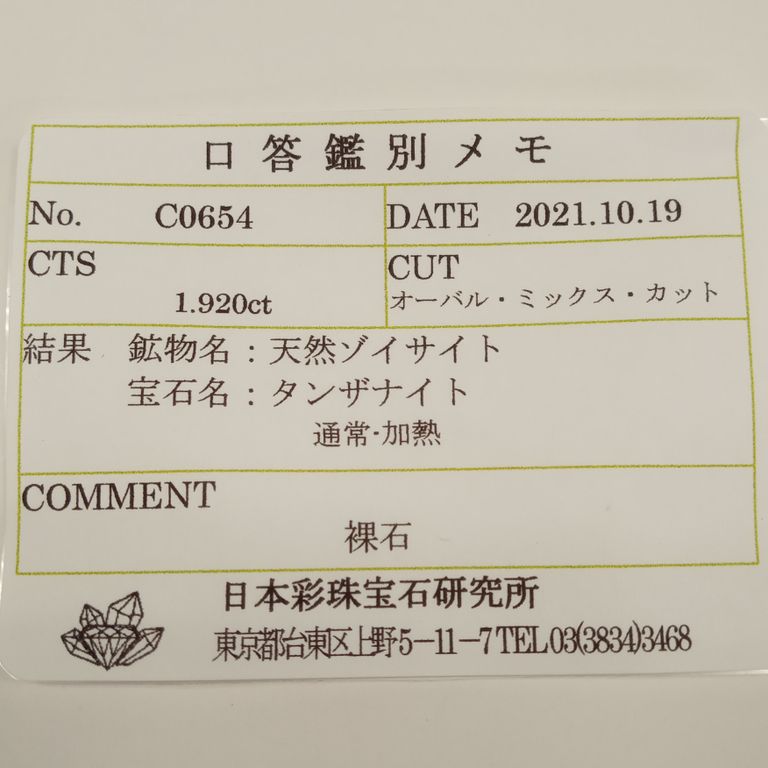 口答鑑別メモ
No. C0654 DATE 2021.10.19
CTS 1.920ct CUT オーバル・ミックス・カット
結果 鉱物名：天然ゾイサイト
宝石名：タンザナイト
通常・加熱
COMMENT
裸石
日本彩珠宝石研究所
東京都台東区上野5－11－7 TEL 03(3834)3468